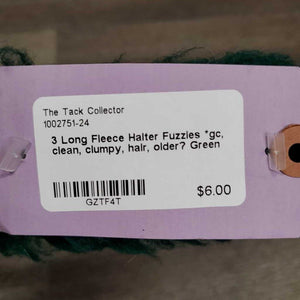 The Tack Collector
1002751-24
3 Long Fleece Halter Fuzzies *gc,
clean, clumpy, hair, older? Green
GZTF4T
$6.00